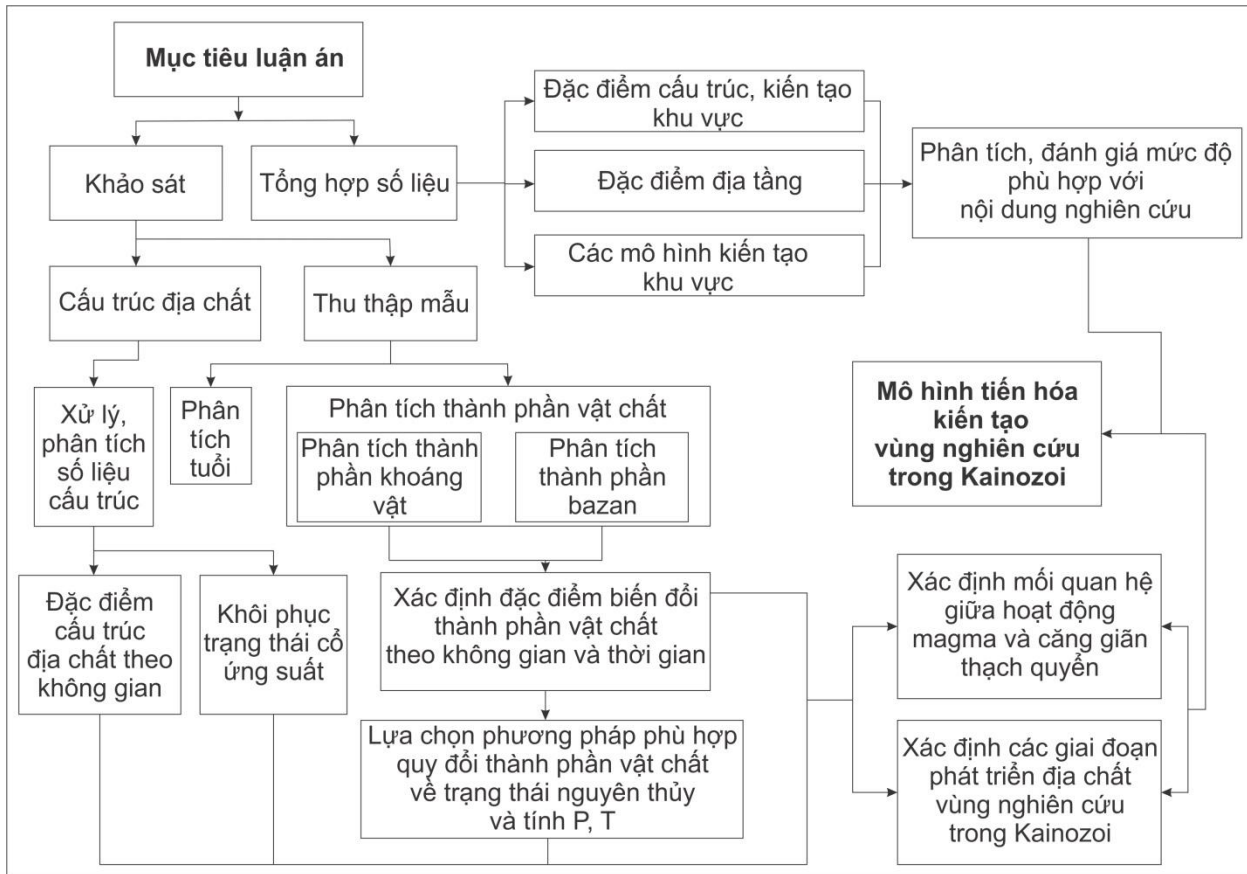 Mục tiêu luận án
Khảo sát
Tổng hợp số liệu
Đặc điểm cấu trúc, kiến tạo
khu vực
Đặc điểm địa tầng
Các mô hình kiến tạo
khu vực
Phân tích, đánh giá mức độ
phù hợp với
nội dung nghiên cứu
Cấu trúc địa chất
Thu thập mẫu
Xử lý,
phân tích
số liệu
cấu trúc
Phân
tích
tuổi
Phân tích thành phần vật chất
Phân tích thành
phần khoáng
vật
Phân tích
thành phần
bazan
Mô hình tiến hóa
kiến tạo
vùng nghiên cứu
trong Kainozoi
Đặc điểm
cấu trúc
địa chất theo
không gian
Khôi phục
trạng thái cổ
ứng suất
Xác định đặc điểm biến đổi
thành phần vật chất
theo không gian và thời gian
Xác định mối quan hệ
giữa hoạt động
magma và căng giãn
thạch quyển
Lựa chọn phương pháp phù hợp
quy đổi thành phần vật chất
về trạng thái nguyên thủy
và tính P, T
Xác định các giai đoạn
phát triển địa chất
vùng nghiên cứu
trong Kainozoi